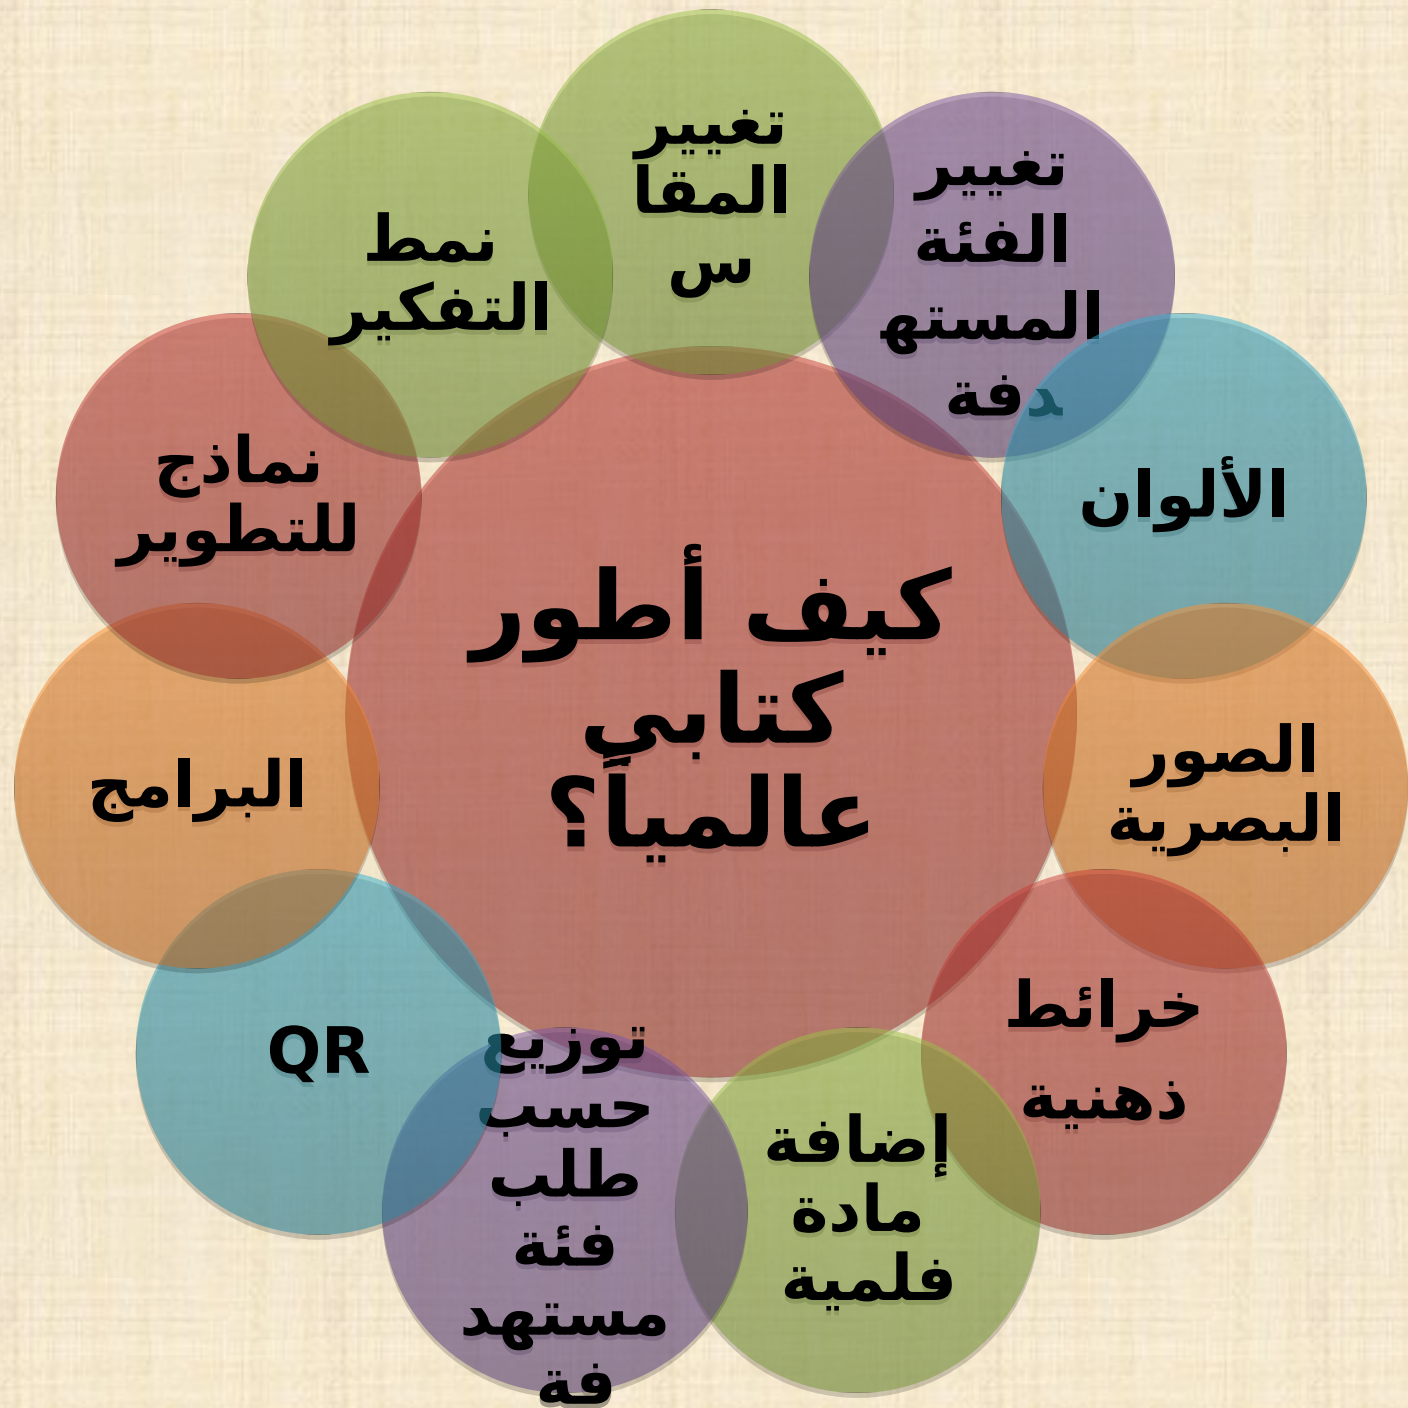 كيف أطور
كتابي
عالمياً؟
تغيير
المقا
س
تغيير
الفئة
المسته
دفة
الألوان
الصور
البصرية
خرائط
ذهنية
إضافة
مادة
فلمية
توزيع
حسب
طلب
فئة
مستهد
فة
QR
البرامج
نماذج
للتطوير
نمط
التفكير